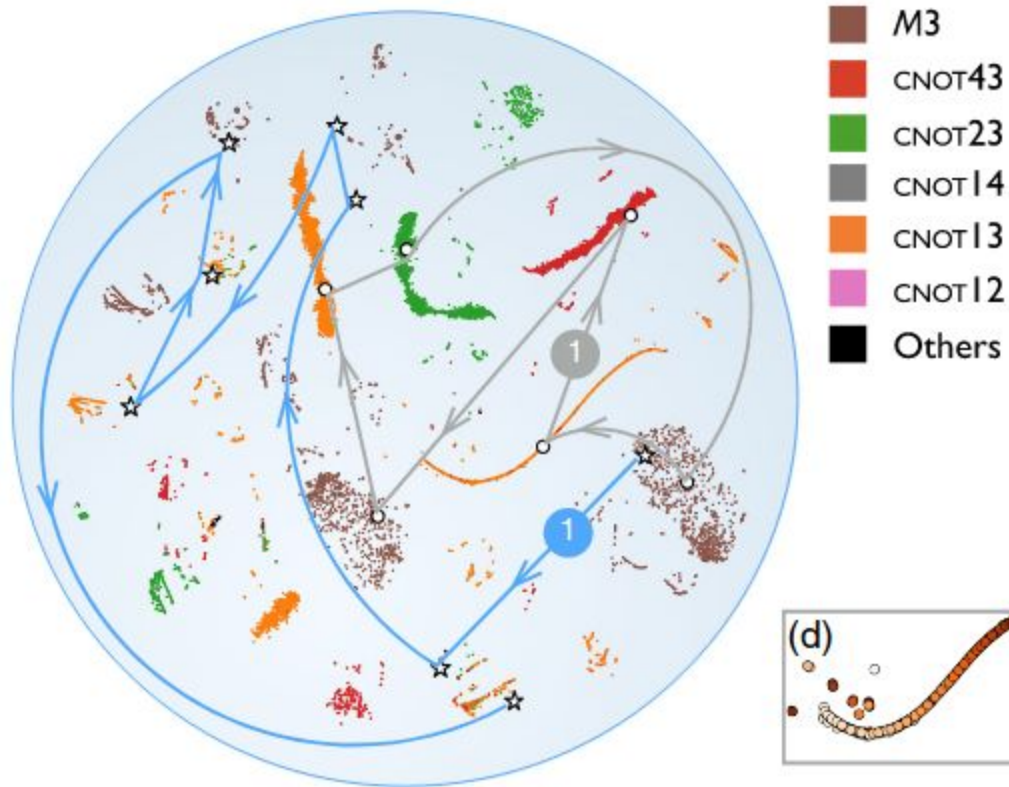 M3
CNOT43
CNOT23
CNOT14
CNOT13
CNOT12
Others
1
1
(d)